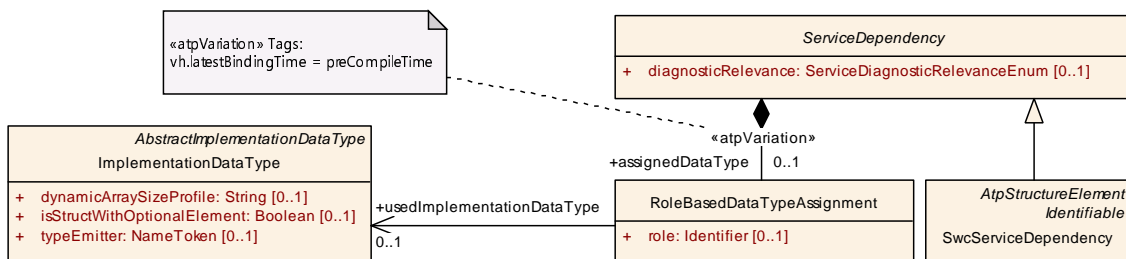 «atpVariation» Tags:
vh.latestBindingTime = preCompileTime
ServiceDependency
+ diagnosticRelevance: ServiceDiagnosticRelevanceEnum [0..1]
«atpVariation»
+assignedDataType 0..1
AbstractImplementationDataType
ImplementationDataType
+ dynamicArraySizeProfile: String [0..1]
+ isStructWithOptionalElement: Boolean [0..1]
+ typeEmitter: NameToken [0..1]
+usedImplementationDataType
0..1
RoleBasedDataTypeAssignment
+ role: Identifier [0..1]
AtpStructureElement
Identifiable
SwcServiceDependency